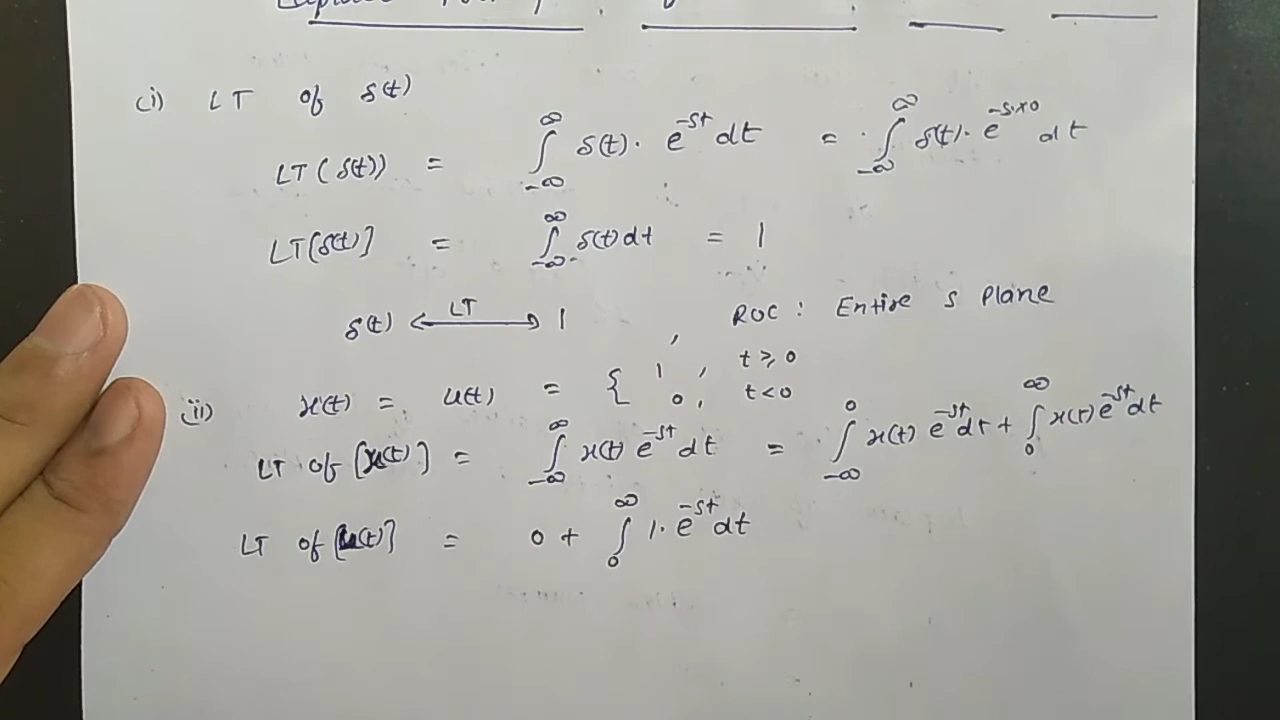 (i) LT of δ(t)
LT(δ(t)) = ∫_{-∞}^{∞} δ(t). e^{-st} dt = ∫_{-∞}^{∞} δ(t). e^{-s×0} dt
LT[δ(t)] = ∫_{-∞}^{∞} δ(t) dt = 1
δ(t) ⟷^{LT} 1 , ROC : Entire s Plane
(ii) x(t) = u(t) = { 1 , t ≥ 0
0 , t < 0
LT of [x(t)] = ∫_{-∞}^{∞} x(t) e^{-st} dt = ∫_{-∞}^{0} x(t) e^{-st} dt + ∫_{0}^{∞} x(t) e^{-st} dt
LT of [u(t)] = 0 + ∫_{0}^{∞} 1. e^{-st} dt